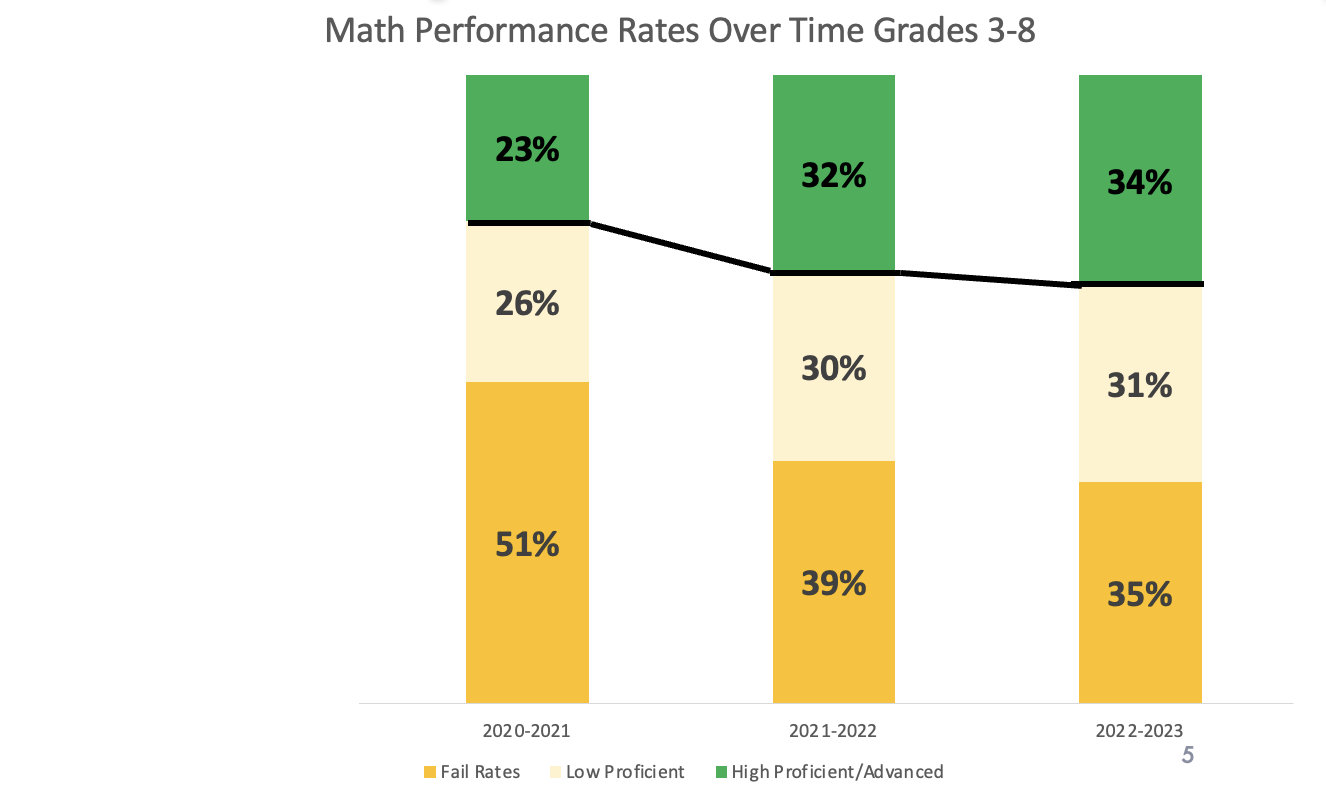 Math Performance Rates Over Time Grades 3-8
23% 32% 34%
26% 30% 31%
51% 39% 35%
2020-2021 2021-2022 2022-2023
5
Fail Rates Low Proficient High Proficient/Advanced